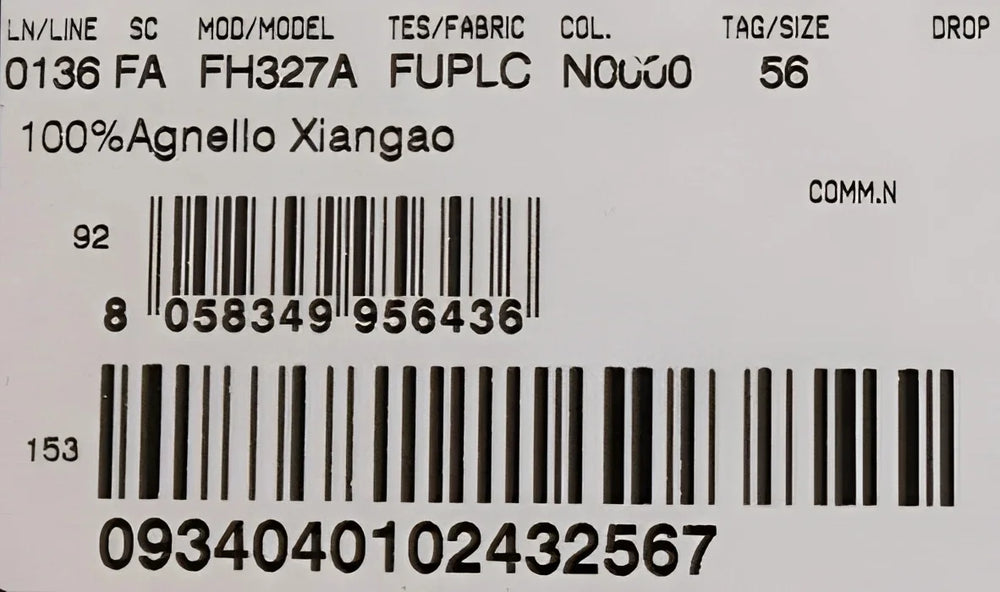 LN/LINE SC MOD/MODEL TES/FABRIC COL. TAG/SIZE DROP
0136 FA FH327A FUPLC N0000 56
100%Agnello Xiangao
COMM.N
92
8 058349 956436
153
0934040102432567